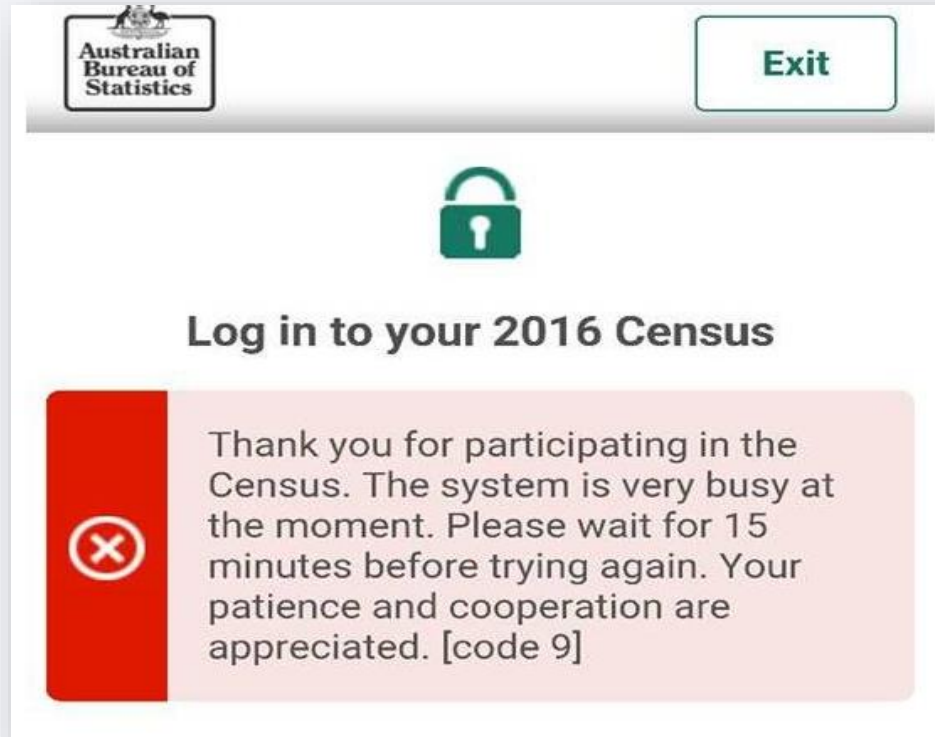 Australian
Bureau of
Statistics
Exit
Log in to your 2016 Census
Thank you for participating in the
Census. The system is very busy at
the moment. Please wait for 15
minutes before trying again. Your
patience and cooperation are
appreciated. [code 9]